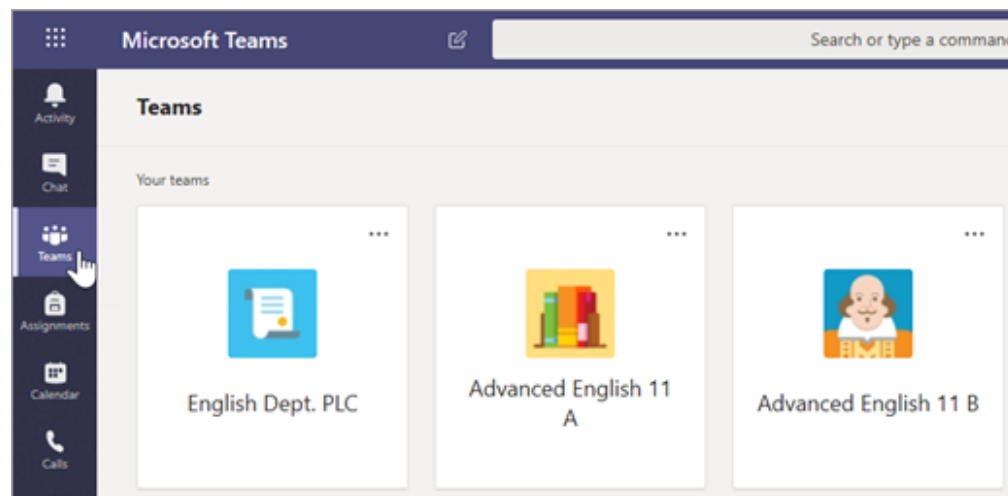 Microsoft Teams
Search or type a comman
Activity
Teams
Chat
Your teams
Teams
Assignments
Calendar
Calls
English Dept. PLC
Advanced English 11
A
Advanced English 11 B